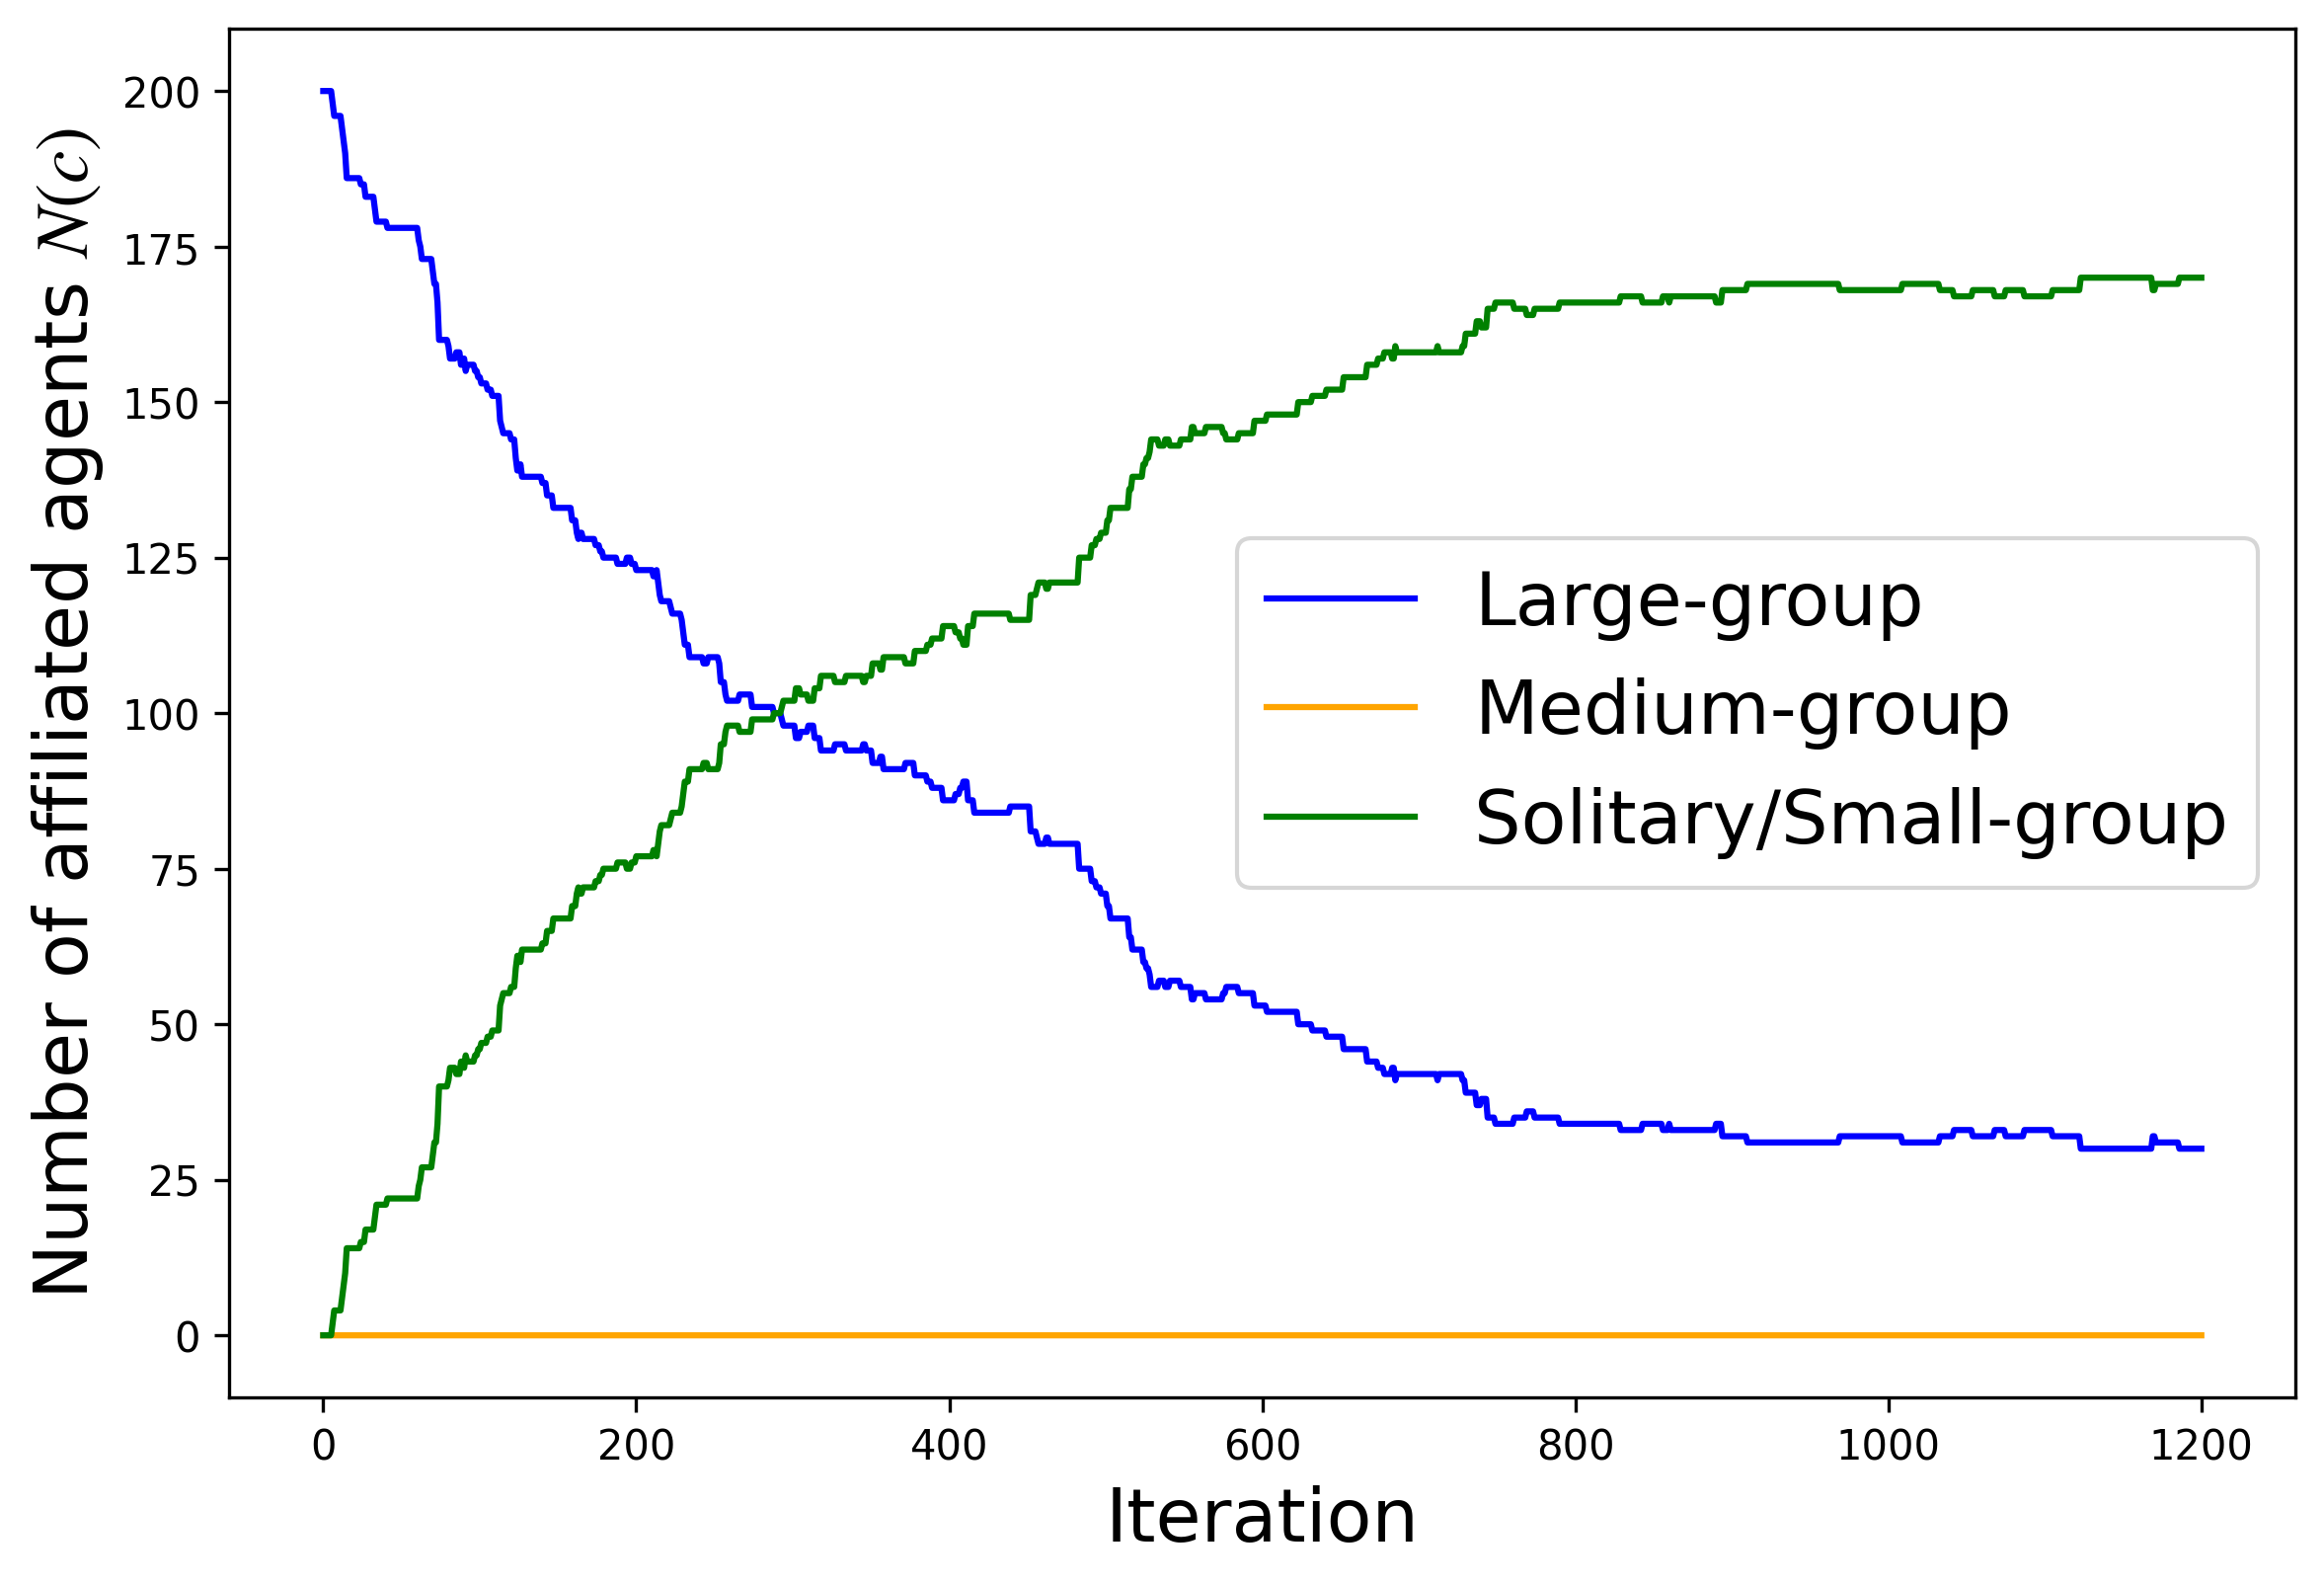 Number of affiliated agents N(c)
200
175
150
125
100
75
50
25
0
Large-group
Medium-group
Solitary/Small-group
0 200 400 600 800 1000 1200
Iteration